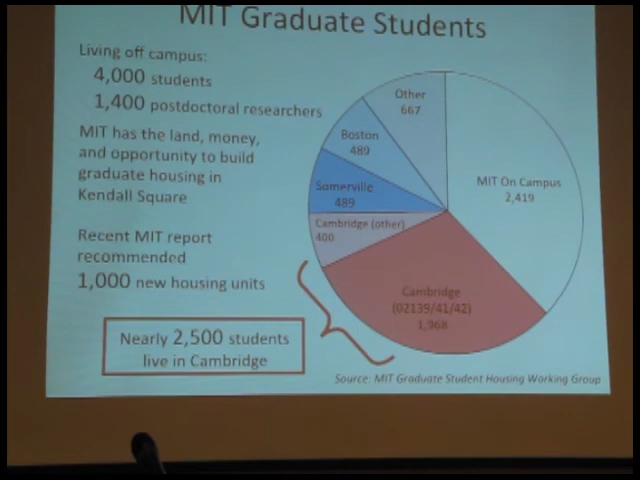 MIT Graduate Students
Living off campus:
4,000 students
1,400 postdoctoral researchers
MIT has the land, money,
and opportunity to build
graduate housing in
Kendall Square
Recent MIT report
recommended
1,000 new housing units
Nearly 2,500 students
live in Cambridge
Other
667
Boston
489
Somerville
489
Cambridge (other)
400
MIT On Campus
2,419
Cambridge
(02139/41/42)
1,968
Source: MIT Graduate Student Housing Working Group